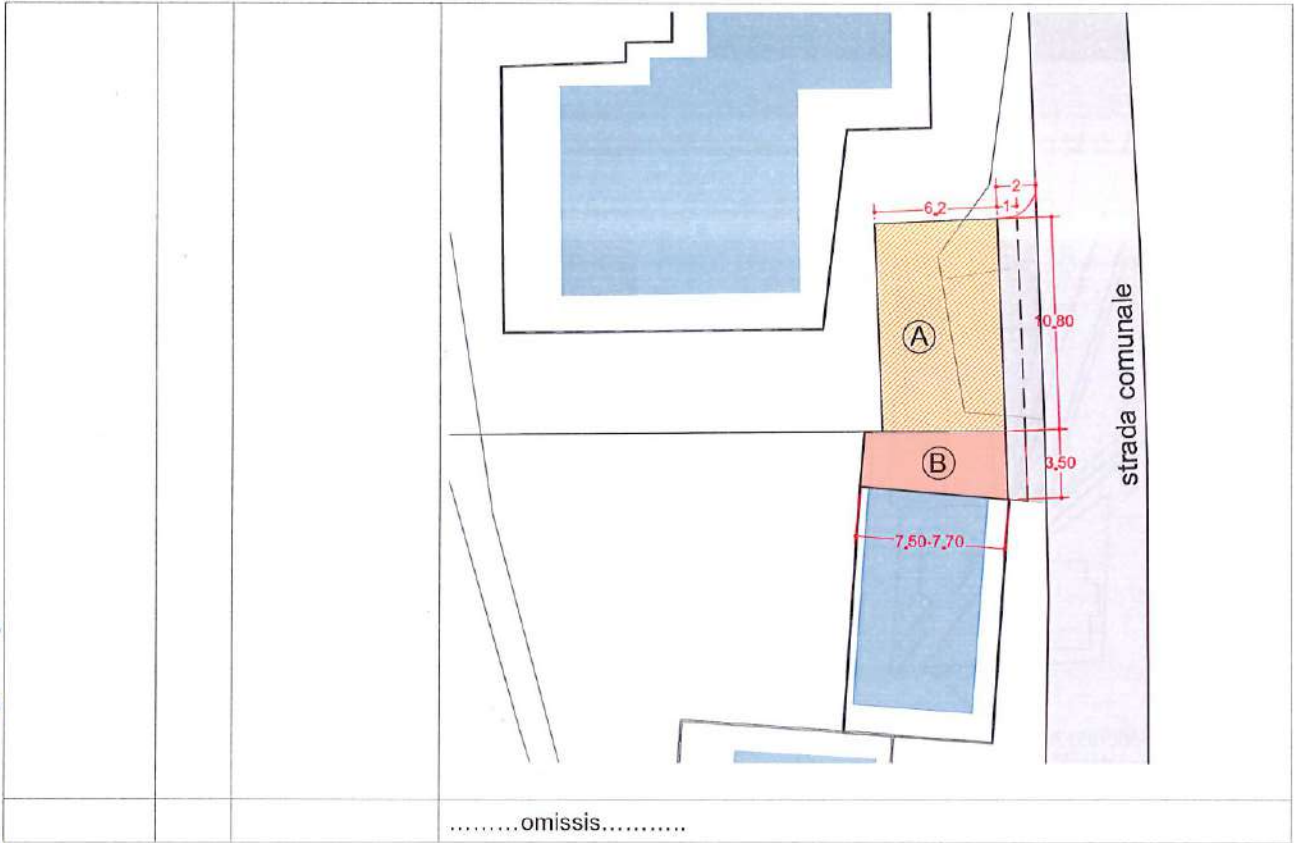 2
6,2
1
10,80
A
strada comunale
B
3,50
7,50-7,70
.........omissis...........